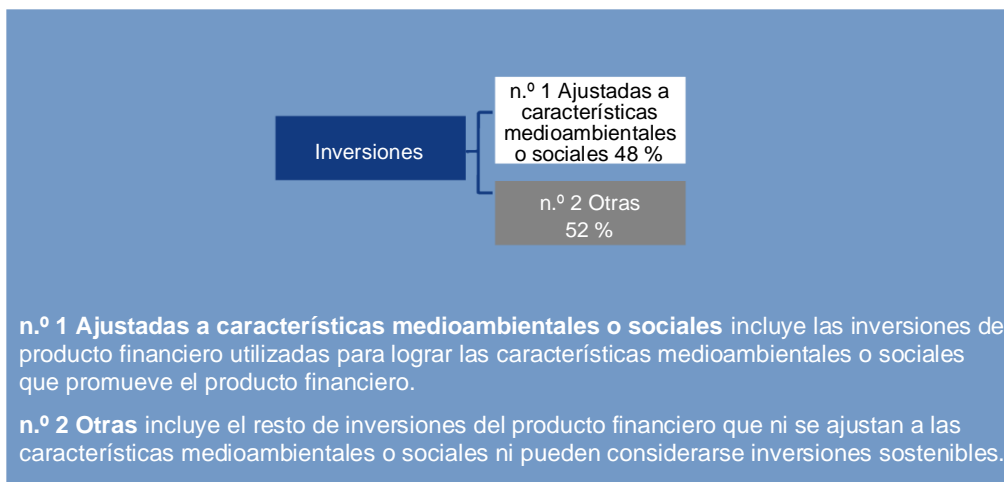 n.º 1 Ajustadas a
características
medioambientales
o sociales 48 %
Inversiones
n.º 2 Otras
52 %
n.º 1 Ajustadas a características medioambientales o sociales incluye las inversiones de
producto financiero utilizadas para lograr las características medioambientales o sociales
que promueve el producto financiero.
n.º 2 Otras incluye el resto de inversiones del producto financiero que ni se ajustan a las
características medioambientales o sociales ni pueden considerarse inversiones sostenibles.